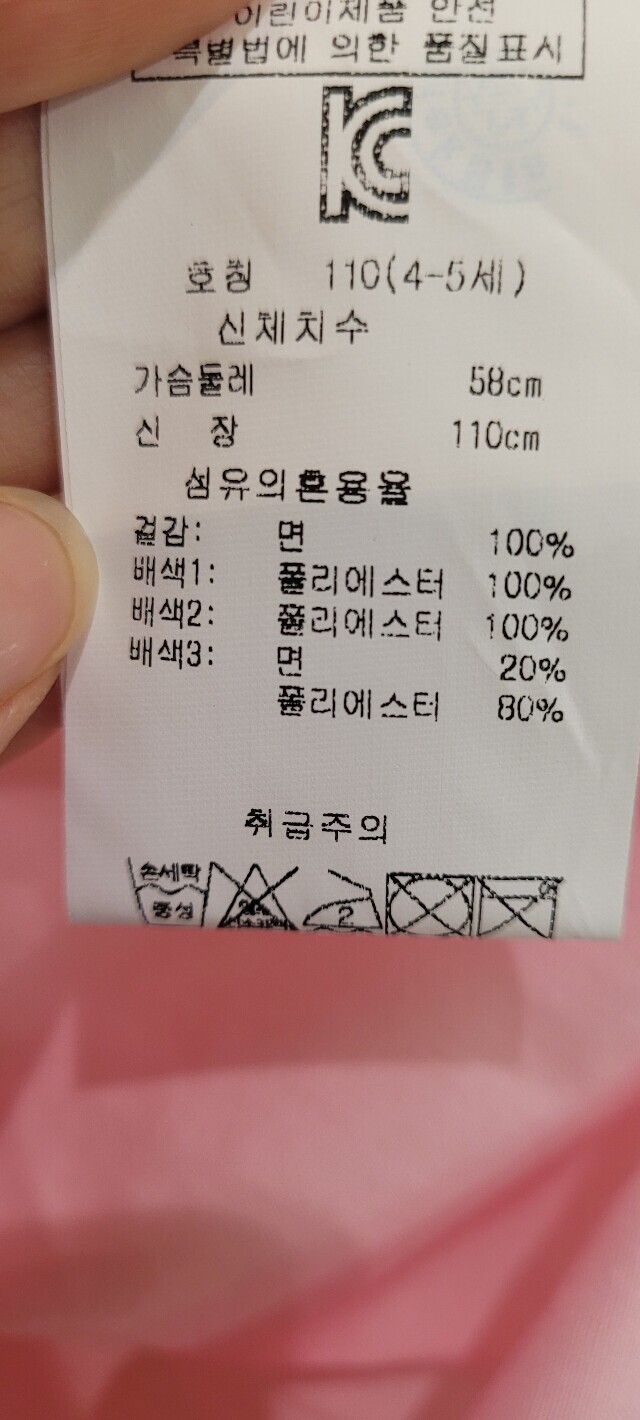 어린이제품 안전
특별법에 의한 품질표시
KC
호칭 110(4-5세)
신체치수
가슴둘레 58cm
신 장 110cm
섬유의혼용율
겉감: 면 100%
배색1: 폴리에스터 100%
배색2: 폴리에스터 100%
배색3: 면 20%
폴리에스터 80%
취급주의
손세탁
중성
2